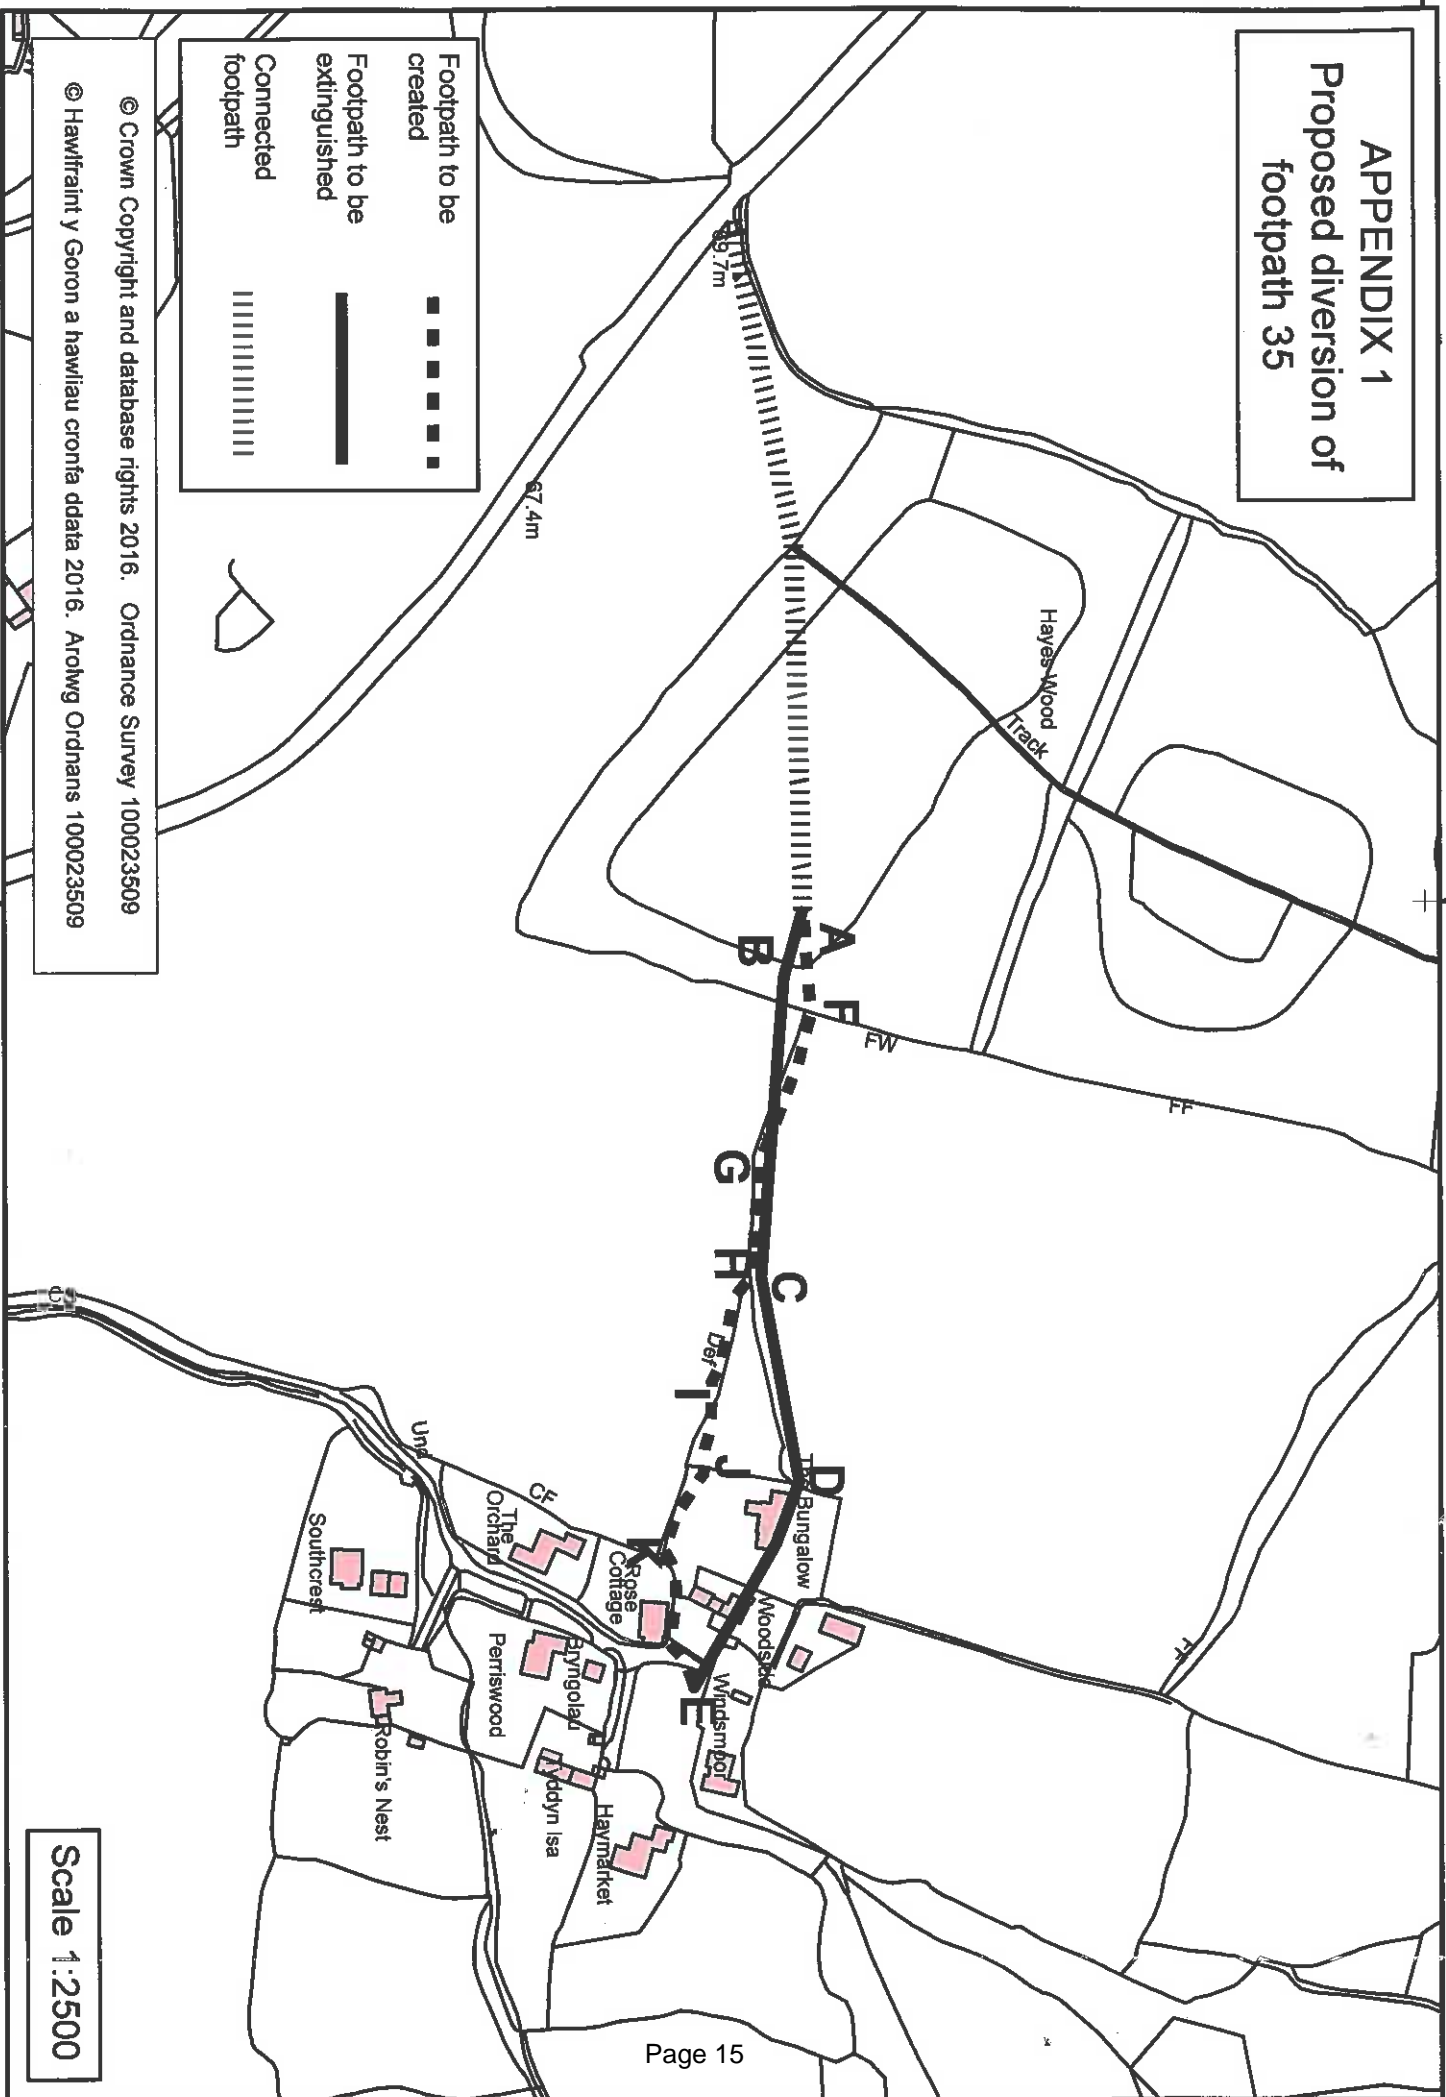 APPENDIX 1
Proposed diversion of
footpath 35
Footpath to be
created
Footpath to be
extinguished
Connected
footpath
© Crown Copyright and database rights 2016. Ordnance Survey 100023509
© Hawlfraint y Goron a hawliau cronfa ddata 2016. Arolwg Ordnans 100023509
67.4m
Hayes Wood
Track
A
B
F
FW
FF
G
H
C
Def
I
J
D
The Bungalow
K
E
Und
CF
The
Orchard
Rose
Cottage
Woodside
Windsmoor
Southcrest
Bryngolau
Perriswood
Robin's Nest
Tyddyn Isa
Haymarket
Scale 1:2500
Page 15